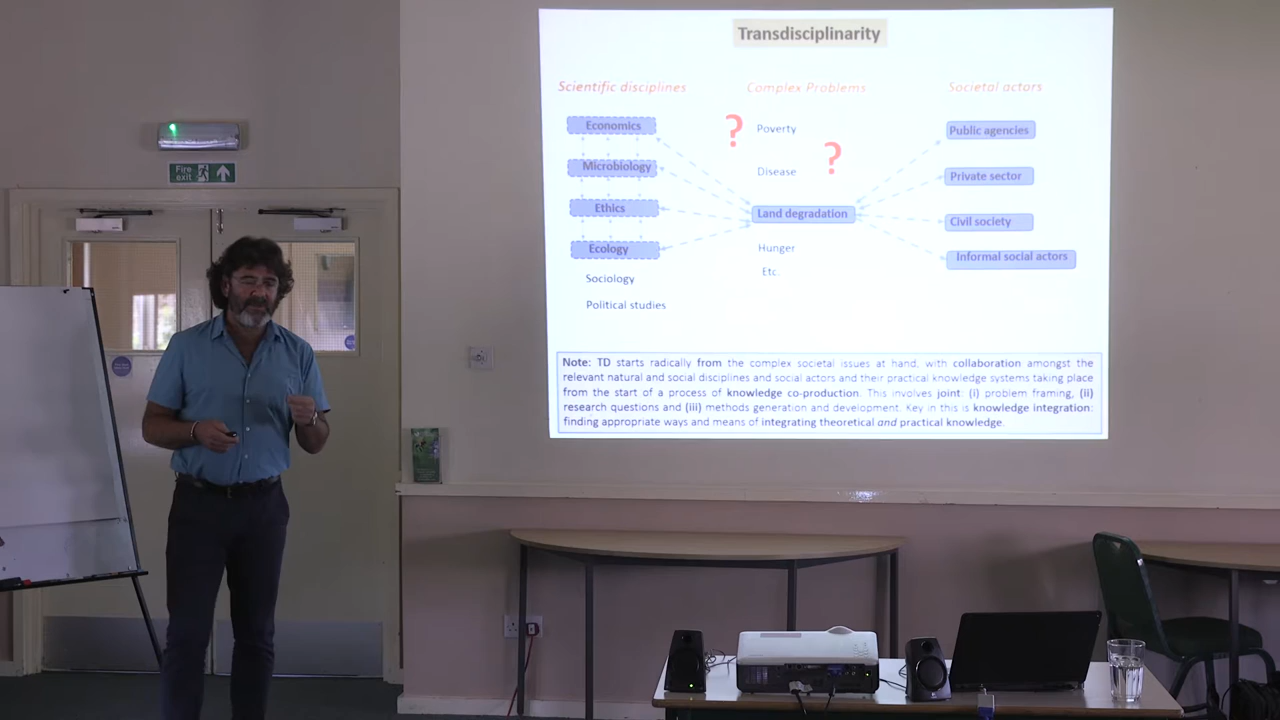 Transdisciplinarity
Scientific disciplines
Complex Problems
Societal actors
Economics
Microbiology
Ethics
Ecology
Sociology
Political studies
?
Poverty
?
Disease
Land degradation
Hunger
Etc.
Public agencies
Private sector
Civil society
Informal social actors
Note: TD starts radically from the complex societal issues at hand, with collaboration amongst the
relevant natural and social disciplines and social actors and their practical knowledge systems taking place
from the start of a process of knowledge co-production. This involves joint: (i) problem framing, (ii)
research questions and (iii) methods generation and development. Key in this is knowledge integration:
finding appropriate ways and means of integrating theoretical and practical knowledge.
Fire
exit